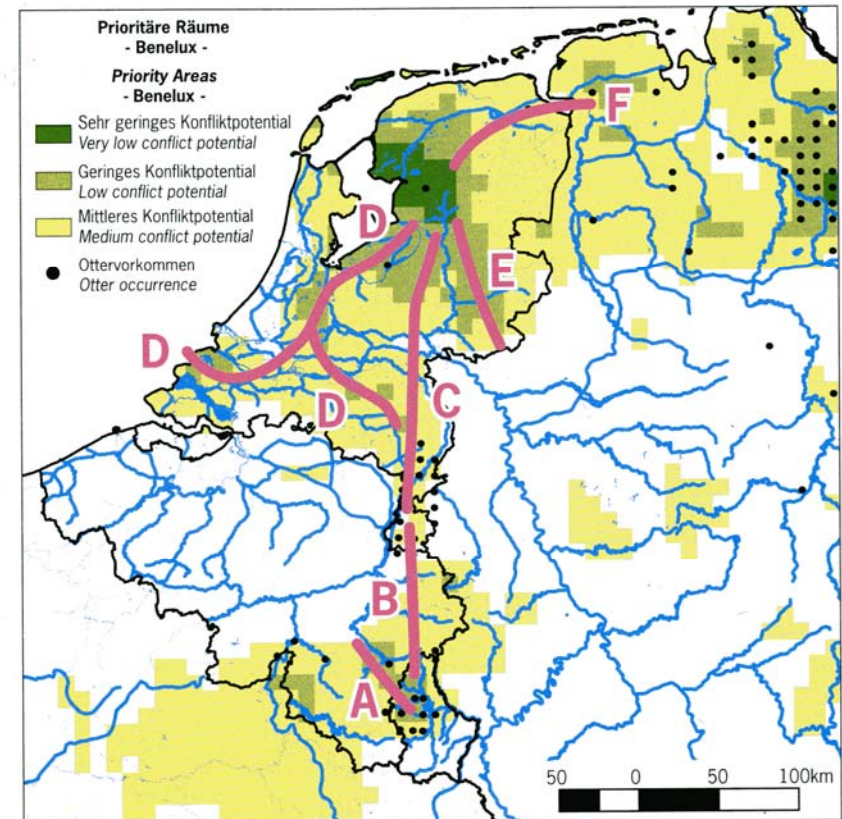 Prioritäre Räume
- Benelux -
Priority Areas
- Benelux -
Sehr geringes Konfliktpotential
Very low conflict potential
Geringes Konfliktpotential
Low conflict potential
Mittleres Konfliktpotential
Medium conflict potential
Ottervorkommen
Otter occurrence
F
D
E
D
C
D
B
A
50 0 50 100km